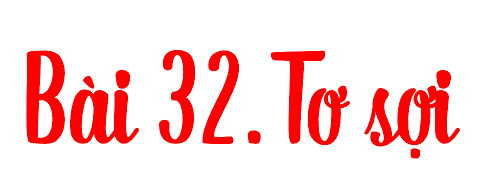 Bài 32. Tơ sợi